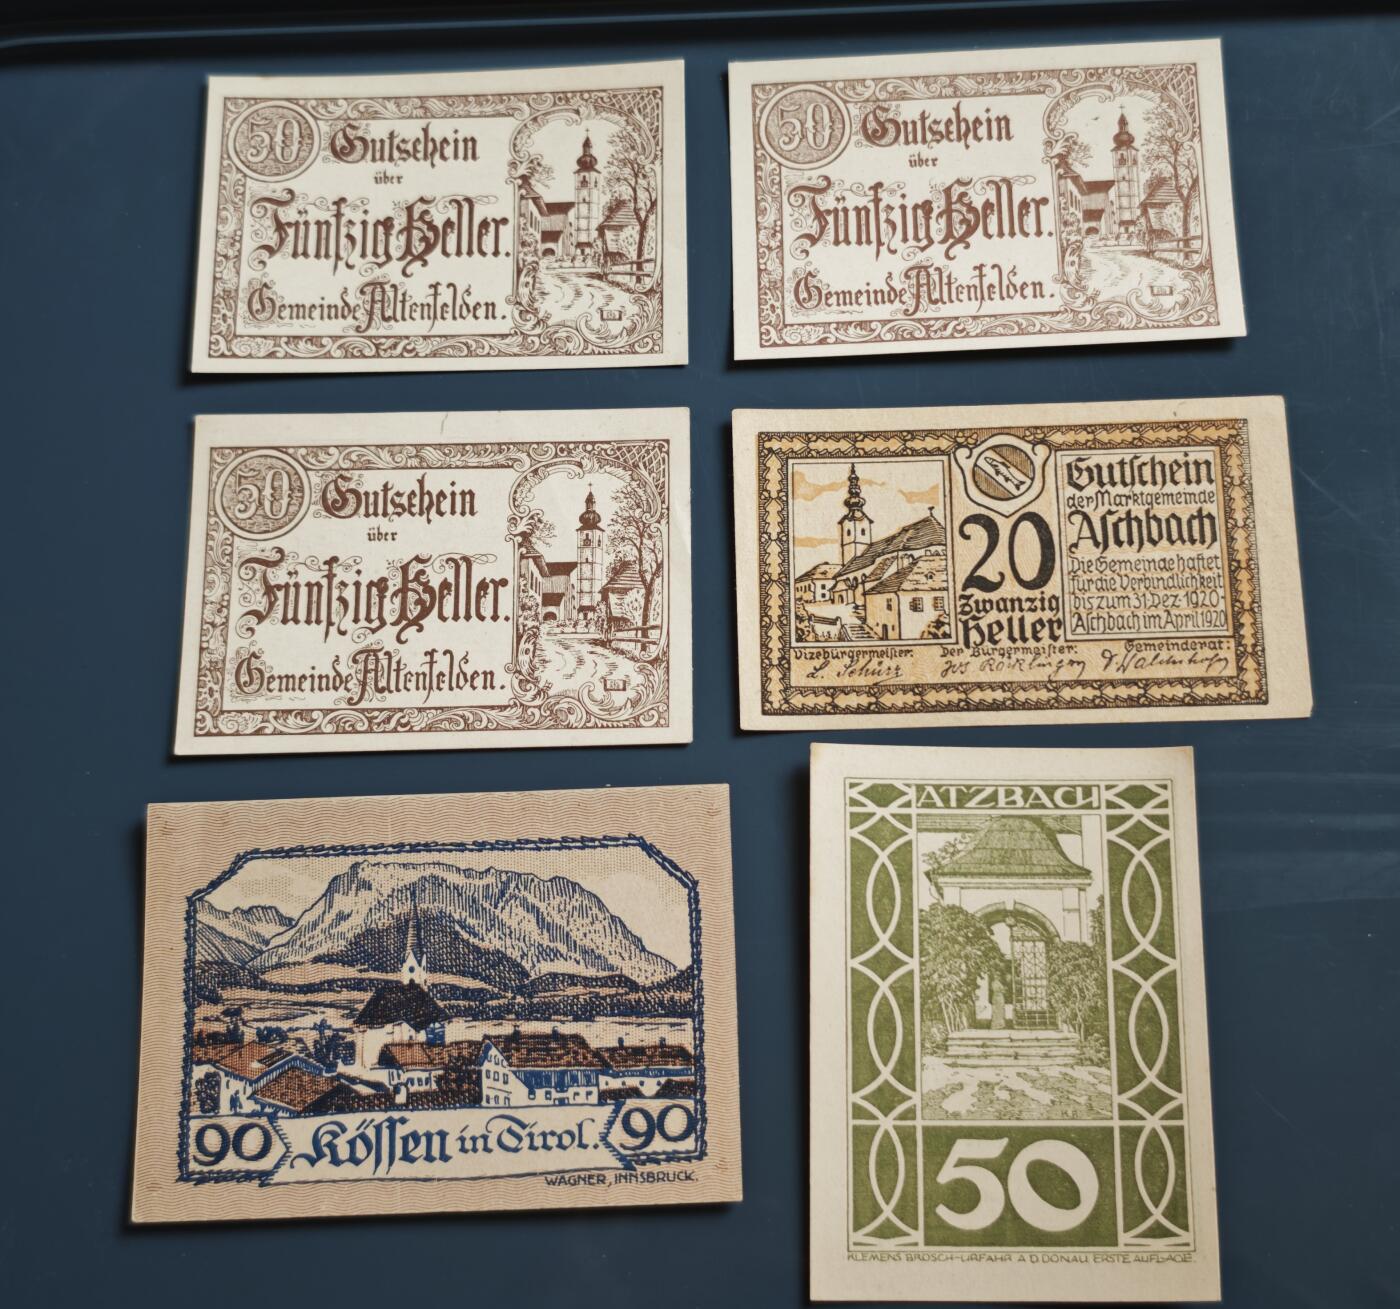 50
Gutschein
über
Fünfzig Heller.
Gemeinde Altenfelden.
50
Gutschein
über
Fünfzig Heller.
Gemeinde Altenfelden.
50
Gutschein
über
Fünfzig Heller.
Gemeinde Altenfelden.
20
Zwanzig
Heller
Gutschein
der Marktgemeinde
Aschbach
Die Gemeinde haftet
für die Verbindlichkeit
bis zum 31. Dez. 1920
Aschbach im April 1920
Vizebürgermeister: Der Bürgermeister: Gemeinderat:
L. Schürz
90 Kössen in Tirol. 90
WAGNER, INNSBRUCK.
ATZBACH
50
KLEMENS BROSCH-URFAHR A.D. DONAU. ERSTE AUFLAGE.